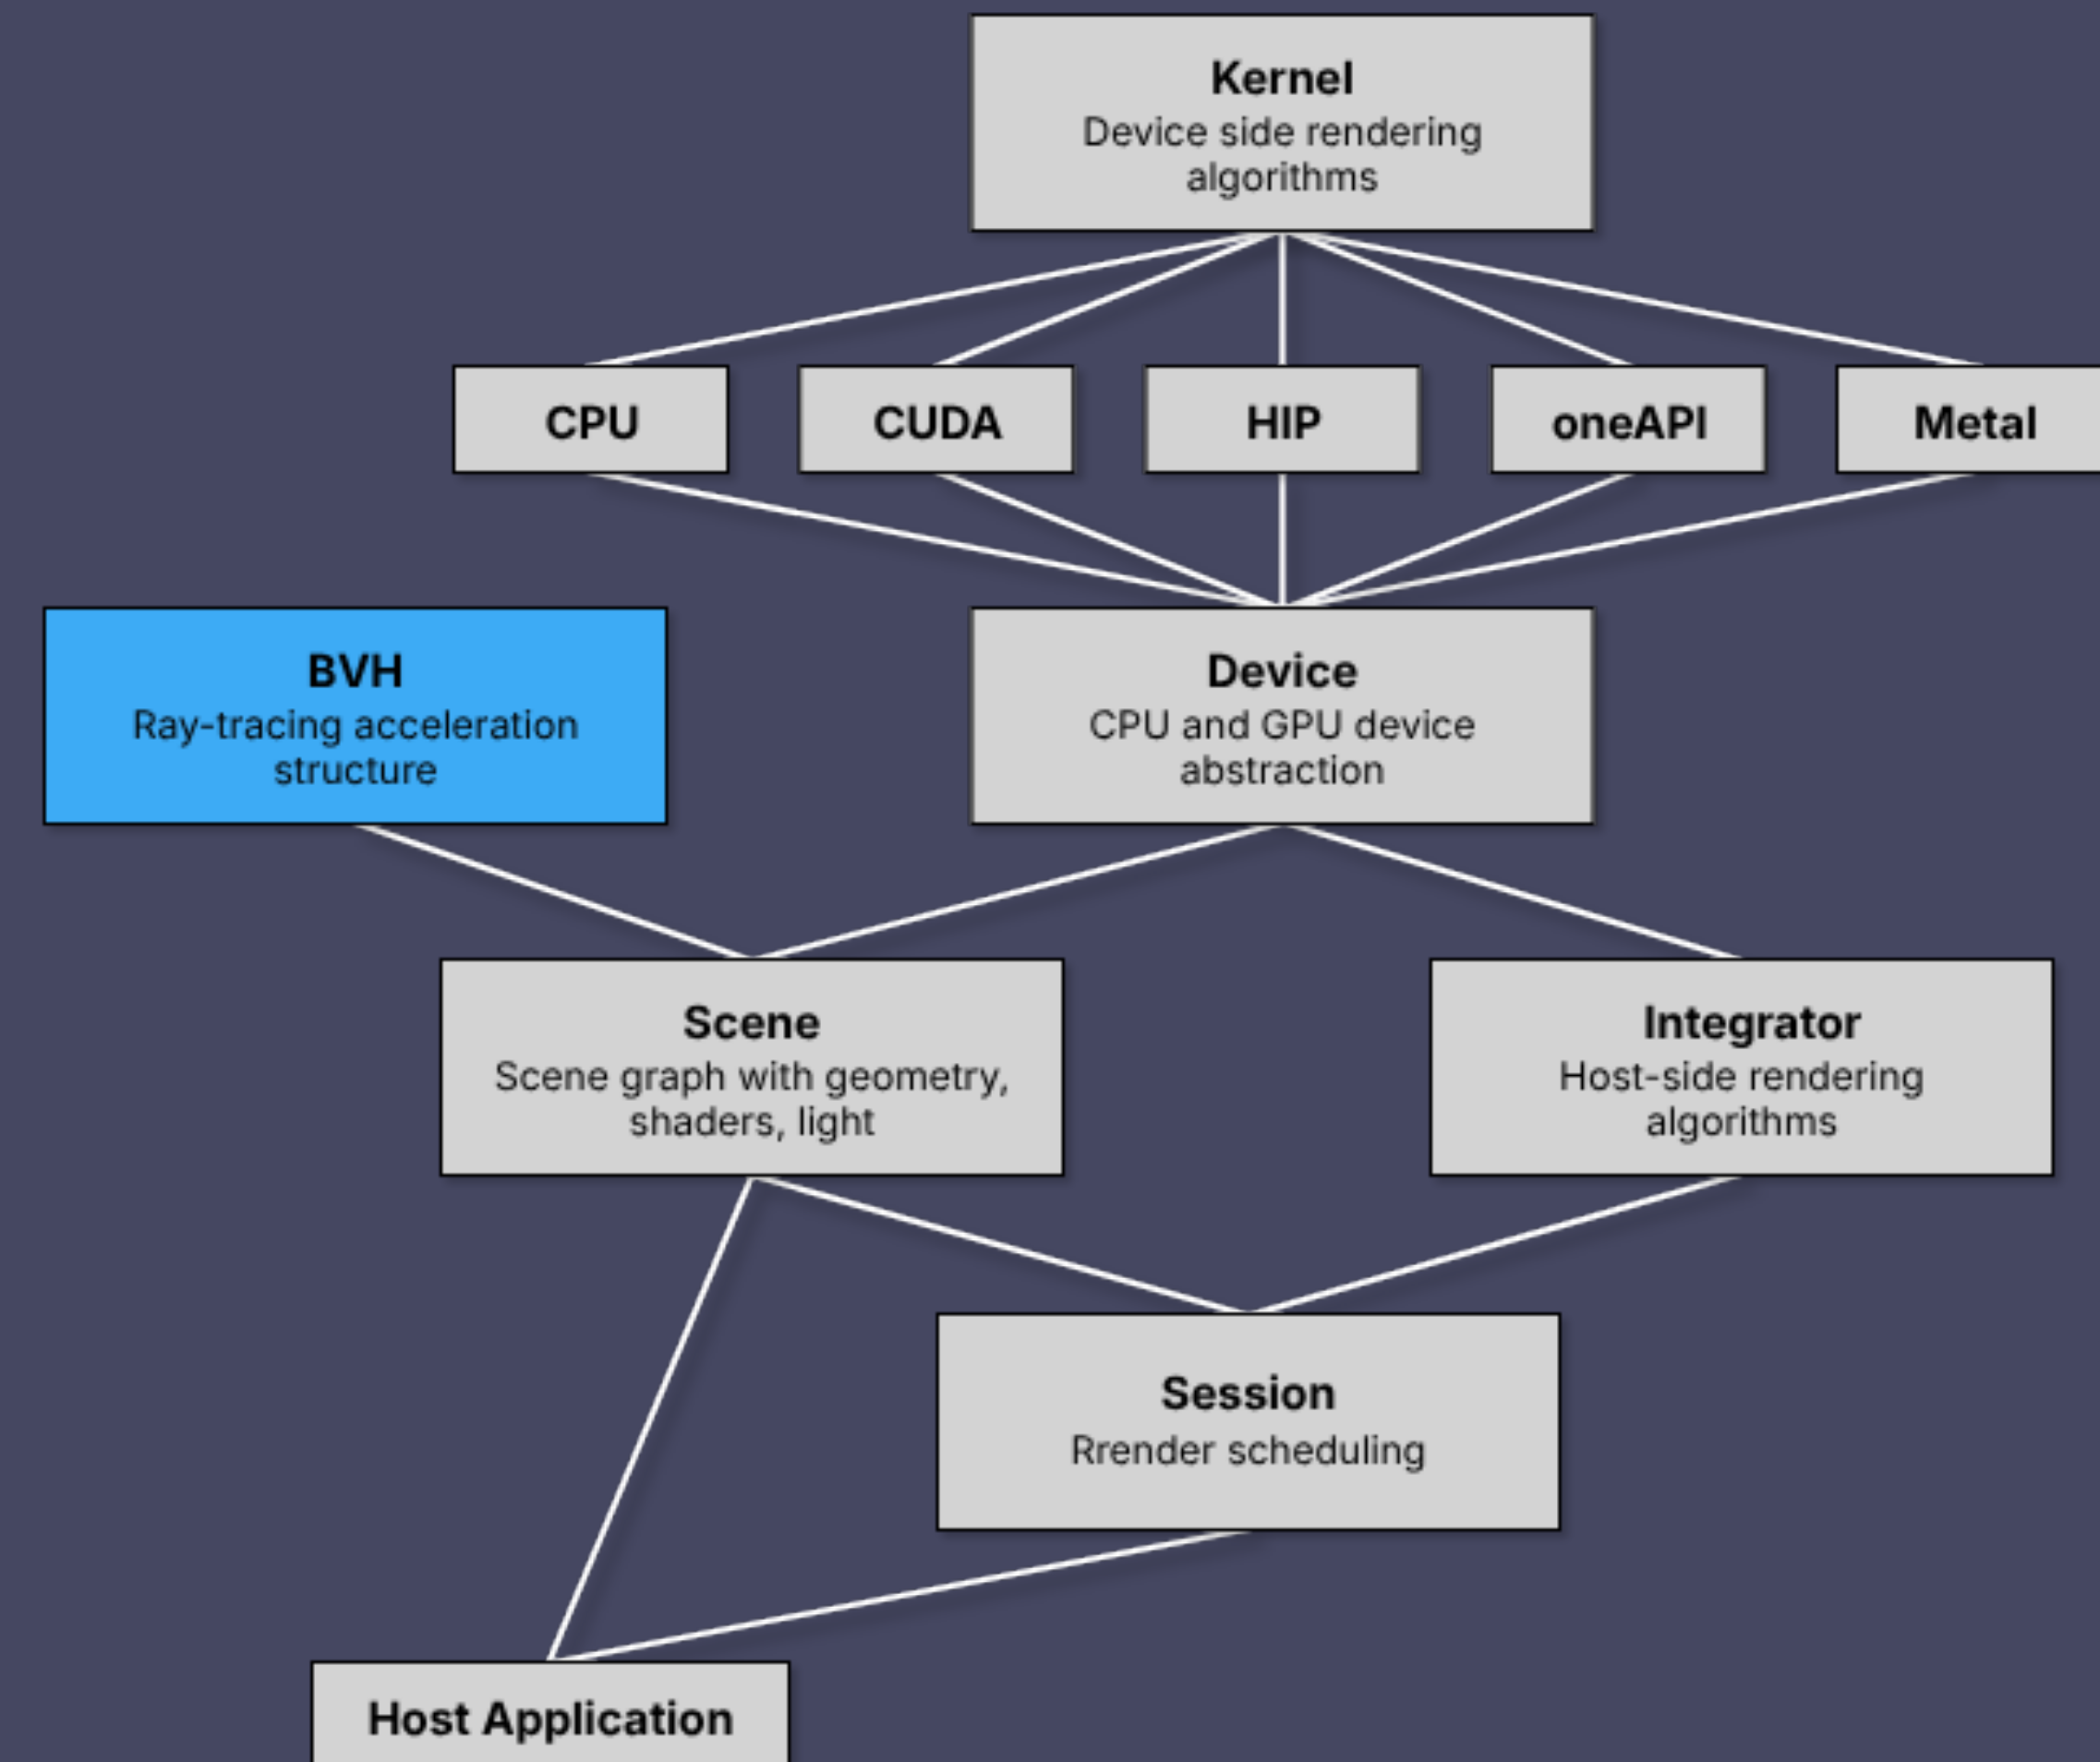 Kernel
Device side rendering
algorithms
CPU
CUDA
HIP
oneAPI
Metal
BVH
Ray-tracing acceleration
structure
Device
CPU and GPU device
abstraction
Scene
Scene graph with geometry,
shaders, light
Integrator
Host-side rendering
algorithms
Session
Rrender scheduling
Host Application